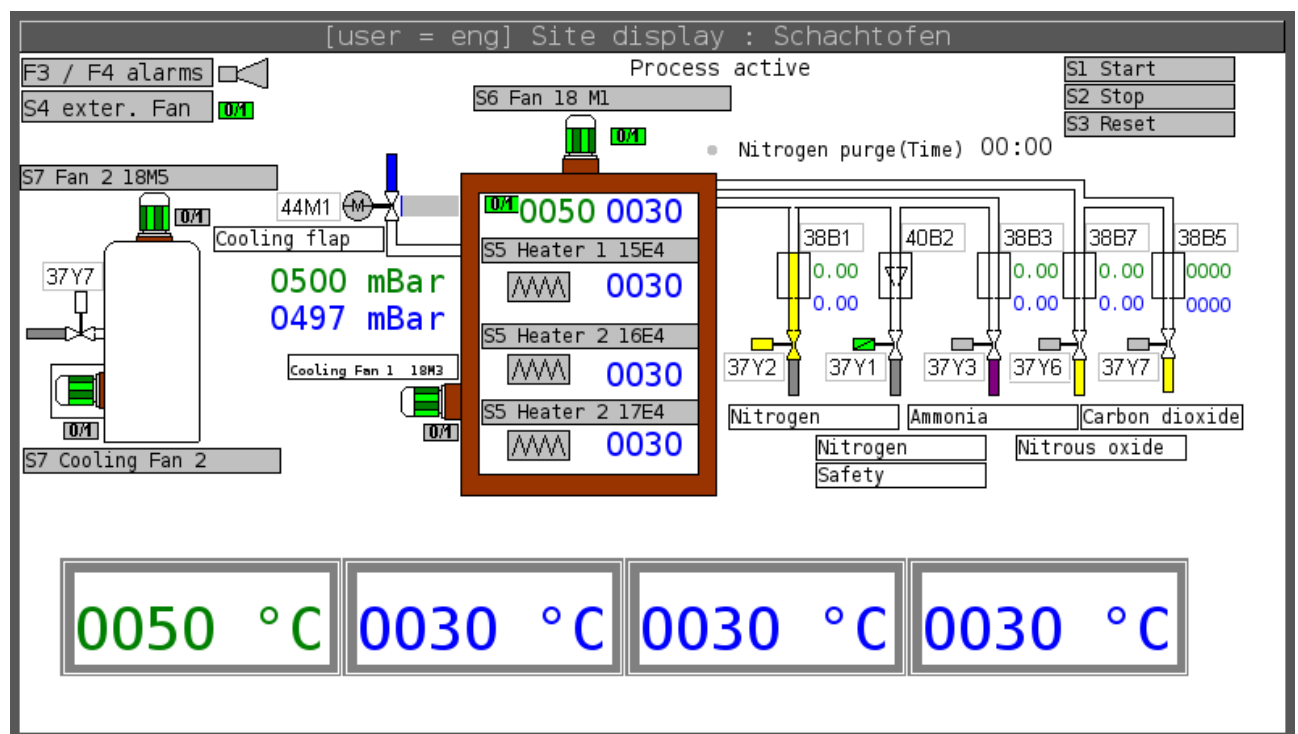 [user = eng] Site display : Schachtofen
F3 / F4 alarms
Process active
S1 Start
S4 exter. Fan
0/1
S6 Fan 18 M1
S2 Stop
S3 Reset
0/1
Nitrogen purge(Time) 00:00
S7 Fan 2 18M5
0/1
44M1
M
0/1
0050 0030
Cooling flap
38B1
40B2
38B3
38B7
38B5
S5 Heater 1 15E4
37Y7
0500 mBar
0030
0.00
0.00
0.00
0000
0497 mBar
0.00
0.00
0.00
0000
S5 Heater 2 16E4
Cooling Fan 1 18M3
0030
37Y2
37Y1
37Y3
37Y6
37Y7
S5 Heater 2 17E4
Nitrogen
Ammonia
Carbon dioxide
0/1
0/1
0030
Nitrogen
Nitrous oxide
S7 Cooling Fan 2
Safety
0050 °C
0030 °C
0030 °C
0030 °C